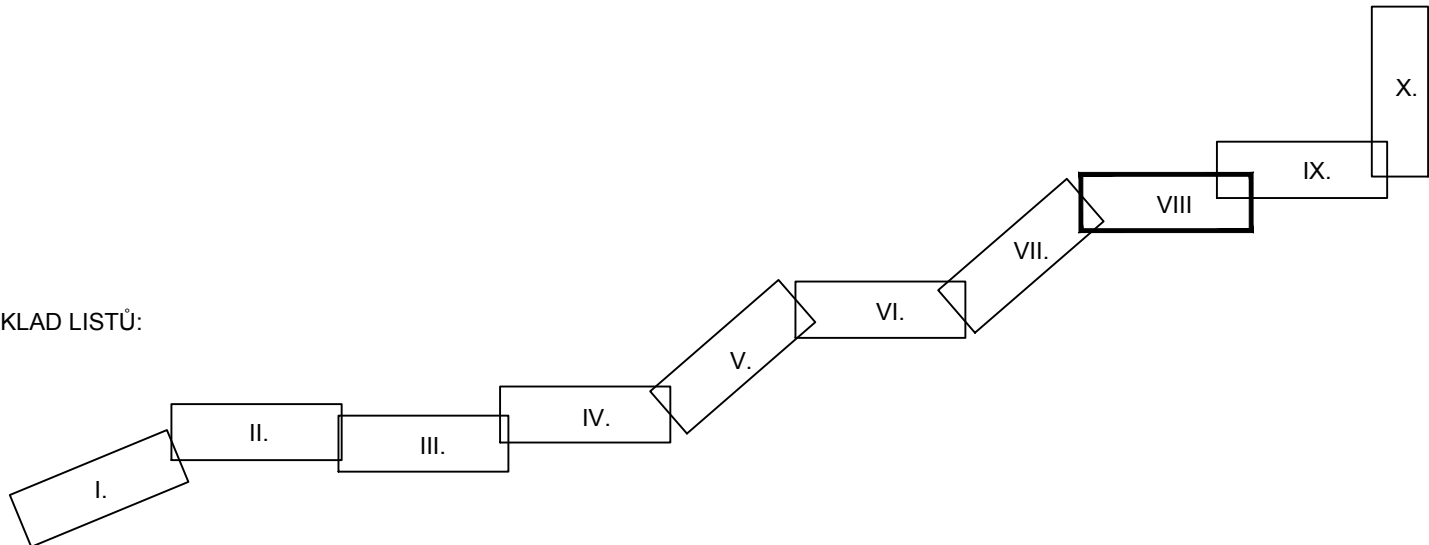 X.
IX.
VIII
VII.
VI.
KLAD LISTŮ:
V.
IV.
II.
III.
I.